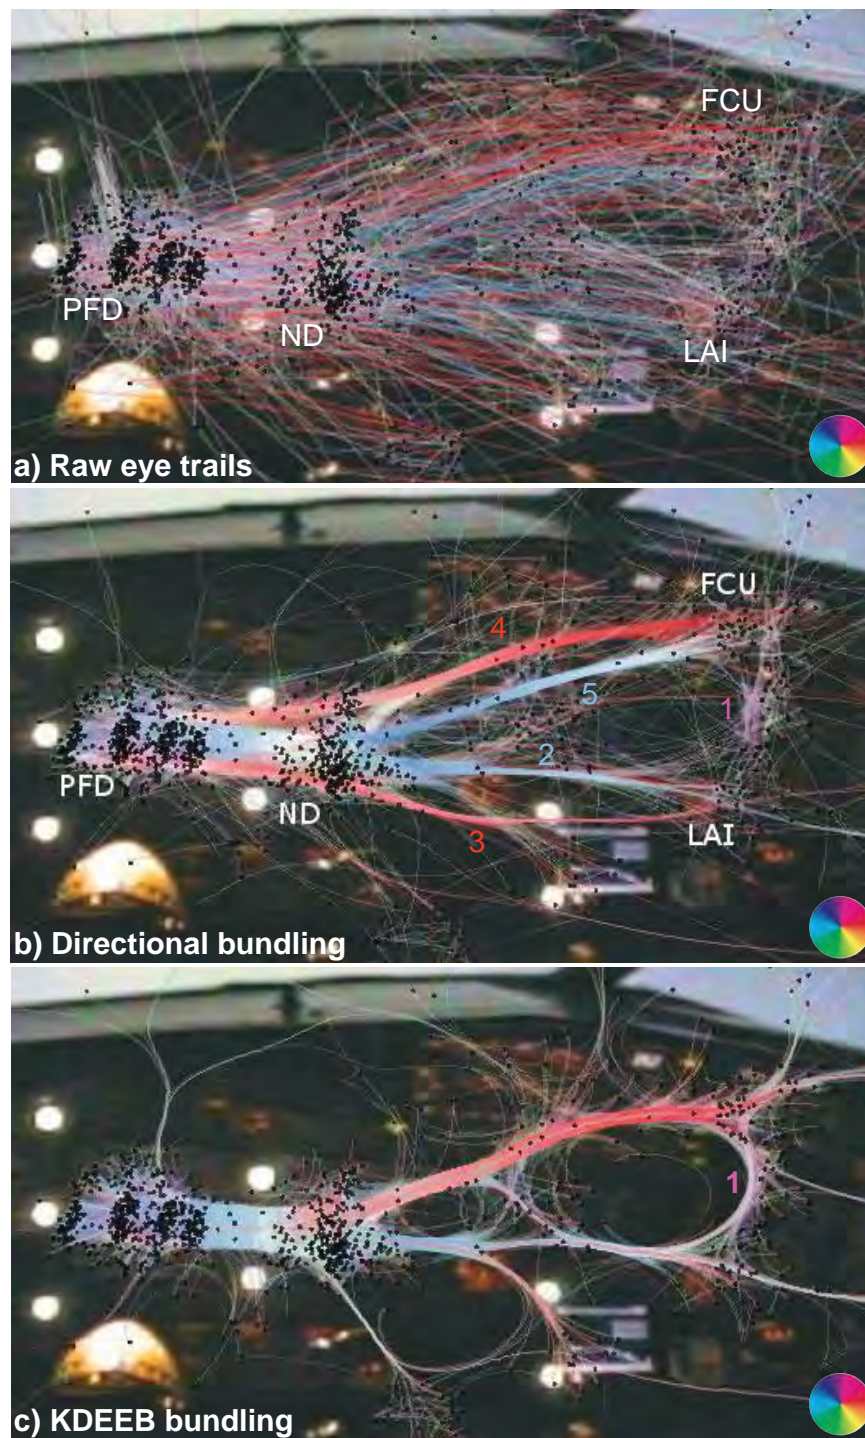 FCU
PFD
ND
LAI
a) Raw eye trails
FCU
4
5
1
2
PFD
ND
LAI
3
b) Directional bundling
1
c) KDEEB bundling